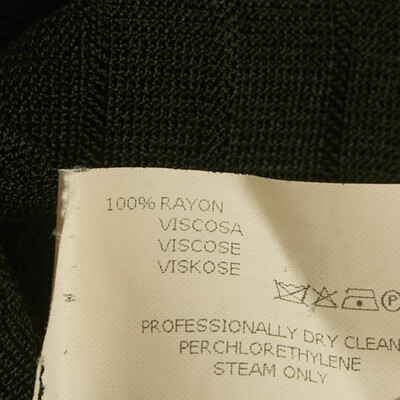 100% RAYON
VISCOSA
VISCOSE
VISKOSE
P
PROFESSIONALLY DRY CLEAN
PERCHLORETHYLENE
STEAM ONLY